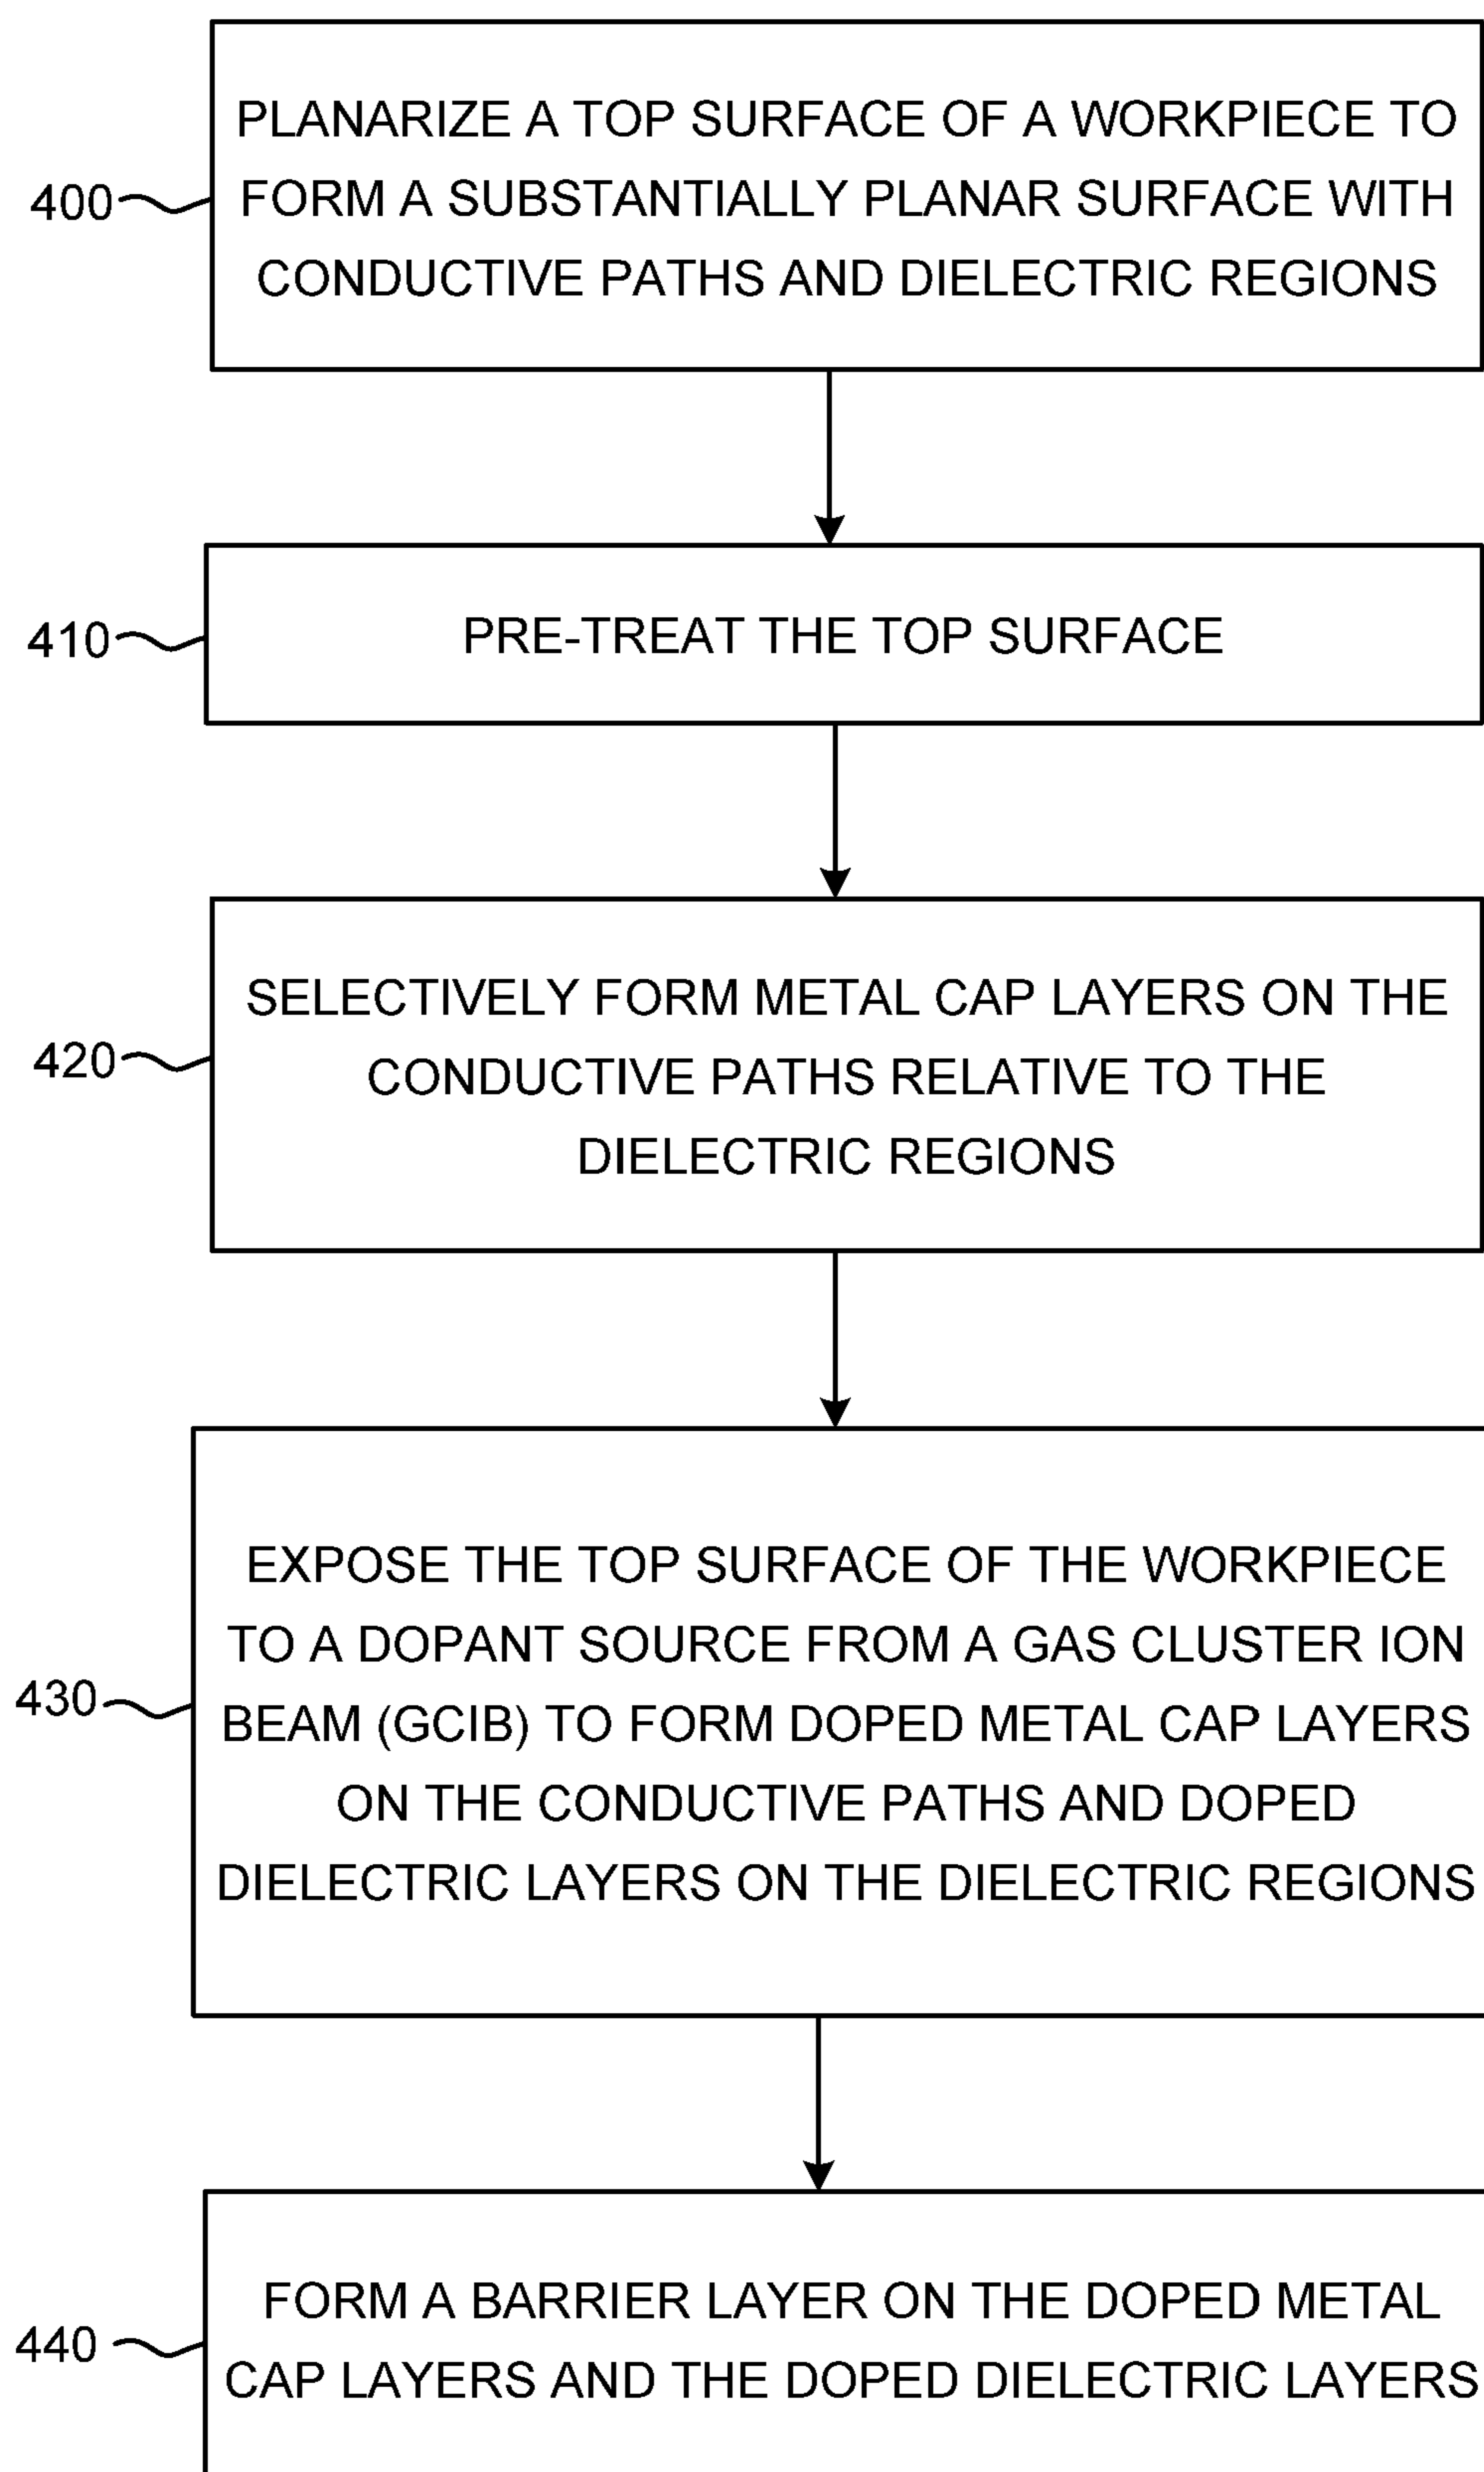 400
PLANARIZE A TOP SURFACE OF A WORKPIECE TO
FORM A SUBSTANTIALLY PLANAR SURFACE WITH
CONDUCTIVE PATHS AND DIELECTRIC REGIONS
410
PRE-TREAT THE TOP SURFACE
420
SELECTIVELY FORM METAL CAP LAYERS ON THE
CONDUCTIVE PATHS RELATIVE TO THE
DIELECTRIC REGIONS
430
EXPOSE THE TOP SURFACE OF THE WORKPIECE
TO A DOPANT SOURCE FROM A GAS CLUSTER ION
BEAM (GCIB) TO FORM DOPED METAL CAP LAYERS
ON THE CONDUCTIVE PATHS AND DOPED
DIELECTRIC LAYERS ON THE DIELECTRIC REGIONS
440
FORM A BARRIER LAYER ON THE DOPED METAL
CAP LAYERS AND THE DOPED DIELECTRIC LAYERS